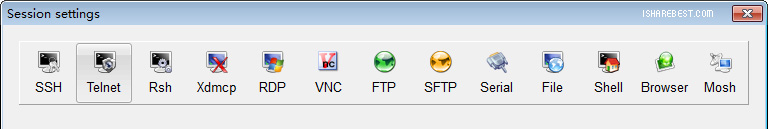 Session settings
ISHAREBEST.COM
SSH Telnet Rsh Xdmcp RDP VNC FTP SFTP Serial File Shell Browser Mosh